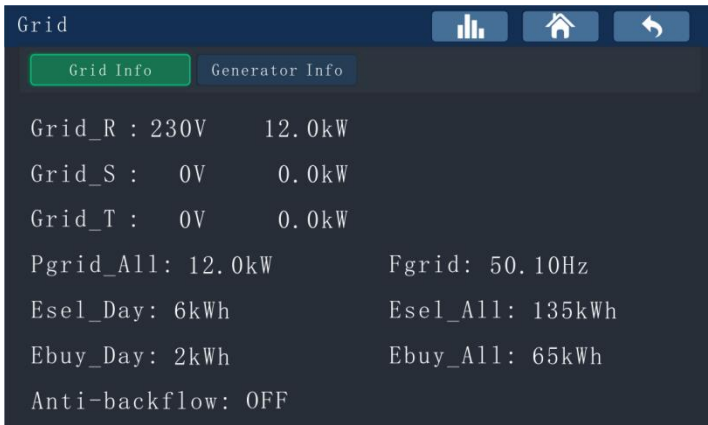 Grid
Grid Info Generator Info
Grid_R : 230V 12.0kW
Grid_S : 0V 0.0kW
Grid_T : 0V 0.0kW
Pgrid_All: 12.0kW Fgrid: 50.10Hz
Esel_Day: 6kWh Esel_All: 135kWh
Ebuy_Day: 2kWh Ebuy_All: 65kWh
Anti-backflow: OFF